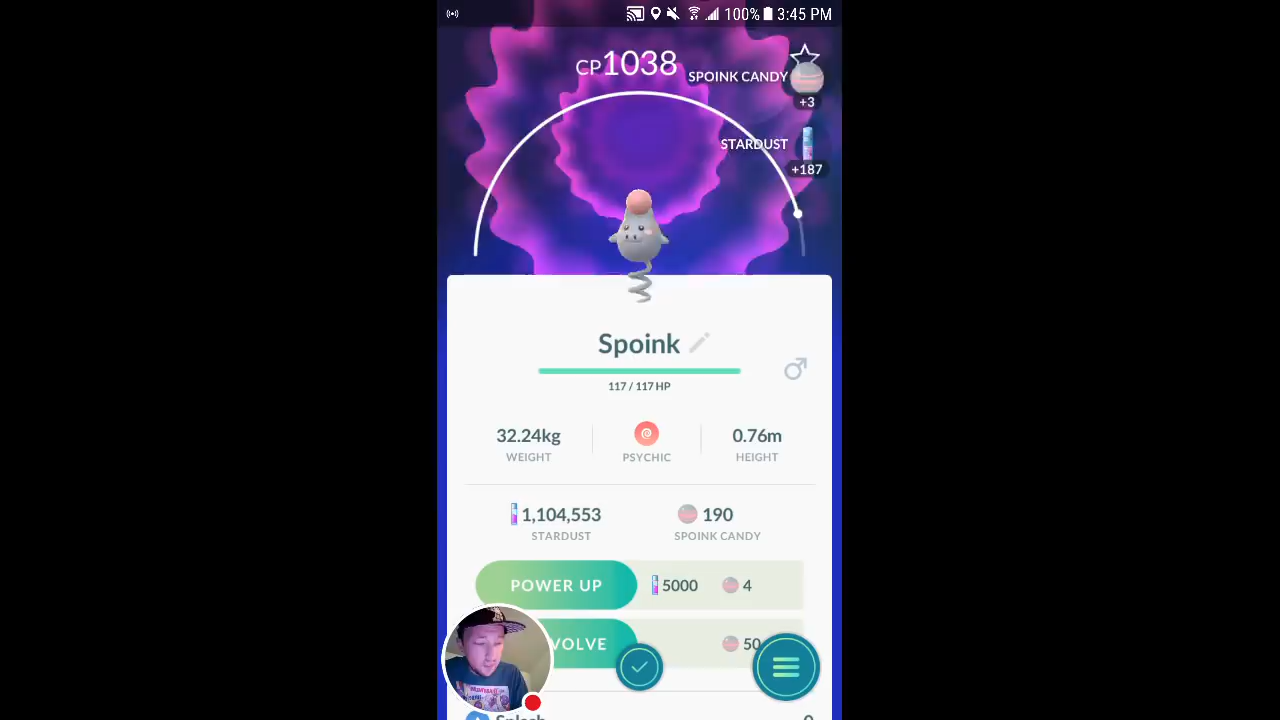 100% 3:45 PM
CP1038
SPOINK CANDY
+3
STARDUST
+187
Spoink
117 / 117 HP
32.24kg
WEIGHT
PSYCHIC
0.76m
HEIGHT
1,104,553
STARDUST
190
SPOINK CANDY
POWER UP 5000 4
VOLVE 50
Splash